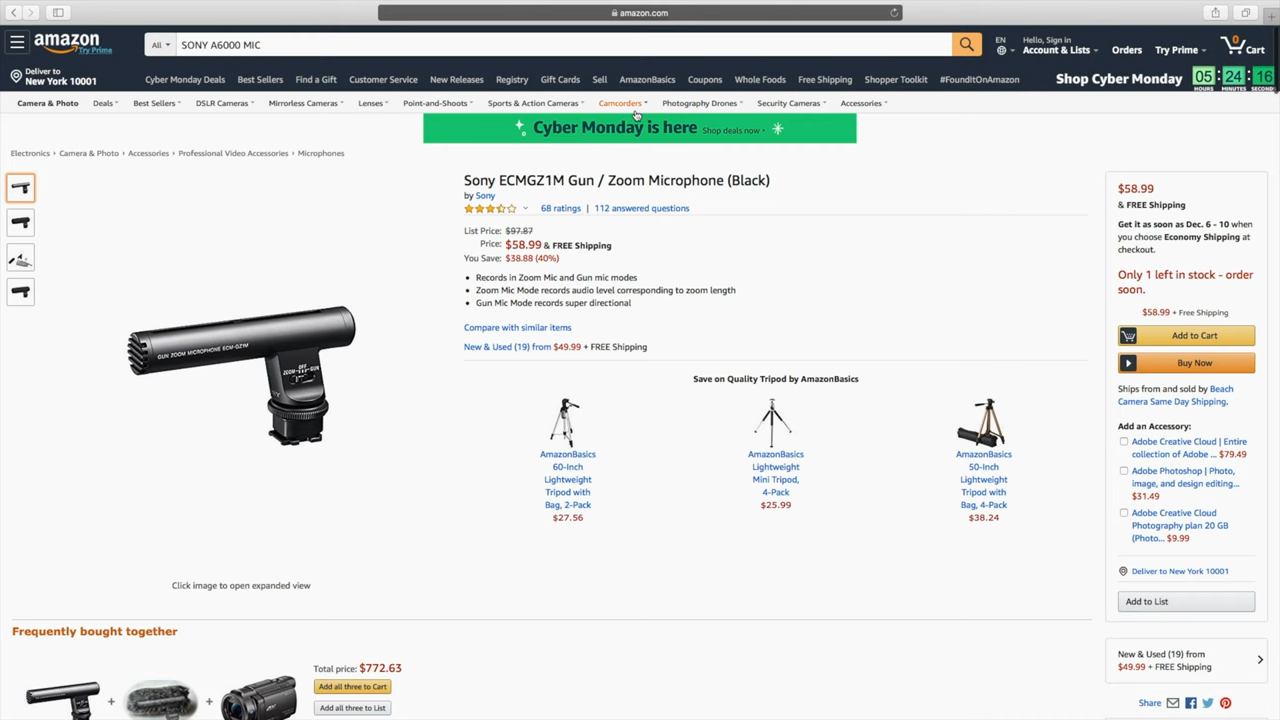 amazon.com
amazon
Try Prime
All
SONY A6000 MIC
EN
Hello, Sign in
Account & Lists
Orders
Try Prime
0
Cart
Deliver to
New York 10001
Cyber Monday Deals
Best Sellers
Find a Gift
Customer Service
New Releases
Registry
Gift Cards
Sell
AmazonBasics
Coupons
Whole Foods
Free Shipping
Shopper Toolkit
#FoundItOnAmazon
Shop Cyber Monday
05 : 24 : 16
HOURS MINUTES SECONDS
Camera & Photo
Deals
Best Sellers
DSLR Cameras
Mirrorless Cameras
Lenses
Point-and-Shoots
Sports & Action Cameras
Camcorders
Photography Drones
Security Cameras
Accessories
Cyber Monday is here Shop deals now
Electronics › Camera & Photo › Accessories › Professional Video Accessories › Microphones
Sony ECMGZ1M Gun / Zoom Microphone (Black)
by Sony
68 ratings | 112 answered questions
List Price: $97.87
Price: $58.99 & FREE Shipping
You Save: $38.88 (40%)
• Records in Zoom Mic and Gun mic modes
• Zoom Mic Mode records audio level corresponding to zoom length
• Gun Mic Mode records super directional
Compare with similar items
New & Used (19) from $49.99 + FREE Shipping
Save on Quality Tripod by AmazonBasics
AmazonBasics
60-Inch
Lightweight
Tripod with
Bag, 2-Pack
$27.56
AmazonBasics
Lightweight
Mini Tripod,
4-Pack
$25.99
AmazonBasics
50-Inch
Lightweight
Tripod with
Bag, 4-Pack
$38.24
GUN ZOOM MICROPHONE ECM-GZ1M
OFF
ZOOM GUN
Click image to open expanded view
Frequently bought together
Total price: $772.63
Add all three to Cart
Add all three to List
$58.99
& FREE Shipping
Get it as soon as Dec. 6 - 10 when
you choose Economy Shipping at
checkout.
Only 1 left in stock - order
soon.
$58.99 + Free Shipping
Add to Cart
Buy Now
Ships from and sold by Beach
Camera Same Day Shipping.
Add an Accessory:
Adobe Creative Cloud | Entire
collection of Adobe ... $79.49
Adobe Photoshop | Photo,
image, and design editing...
$31.49
Adobe Creative Cloud
Photography plan 20 GB
(Photo... $9.99
Deliver to New York 10001
Add to List
New & Used (19) from
$49.99 + FREE Shipping
Share